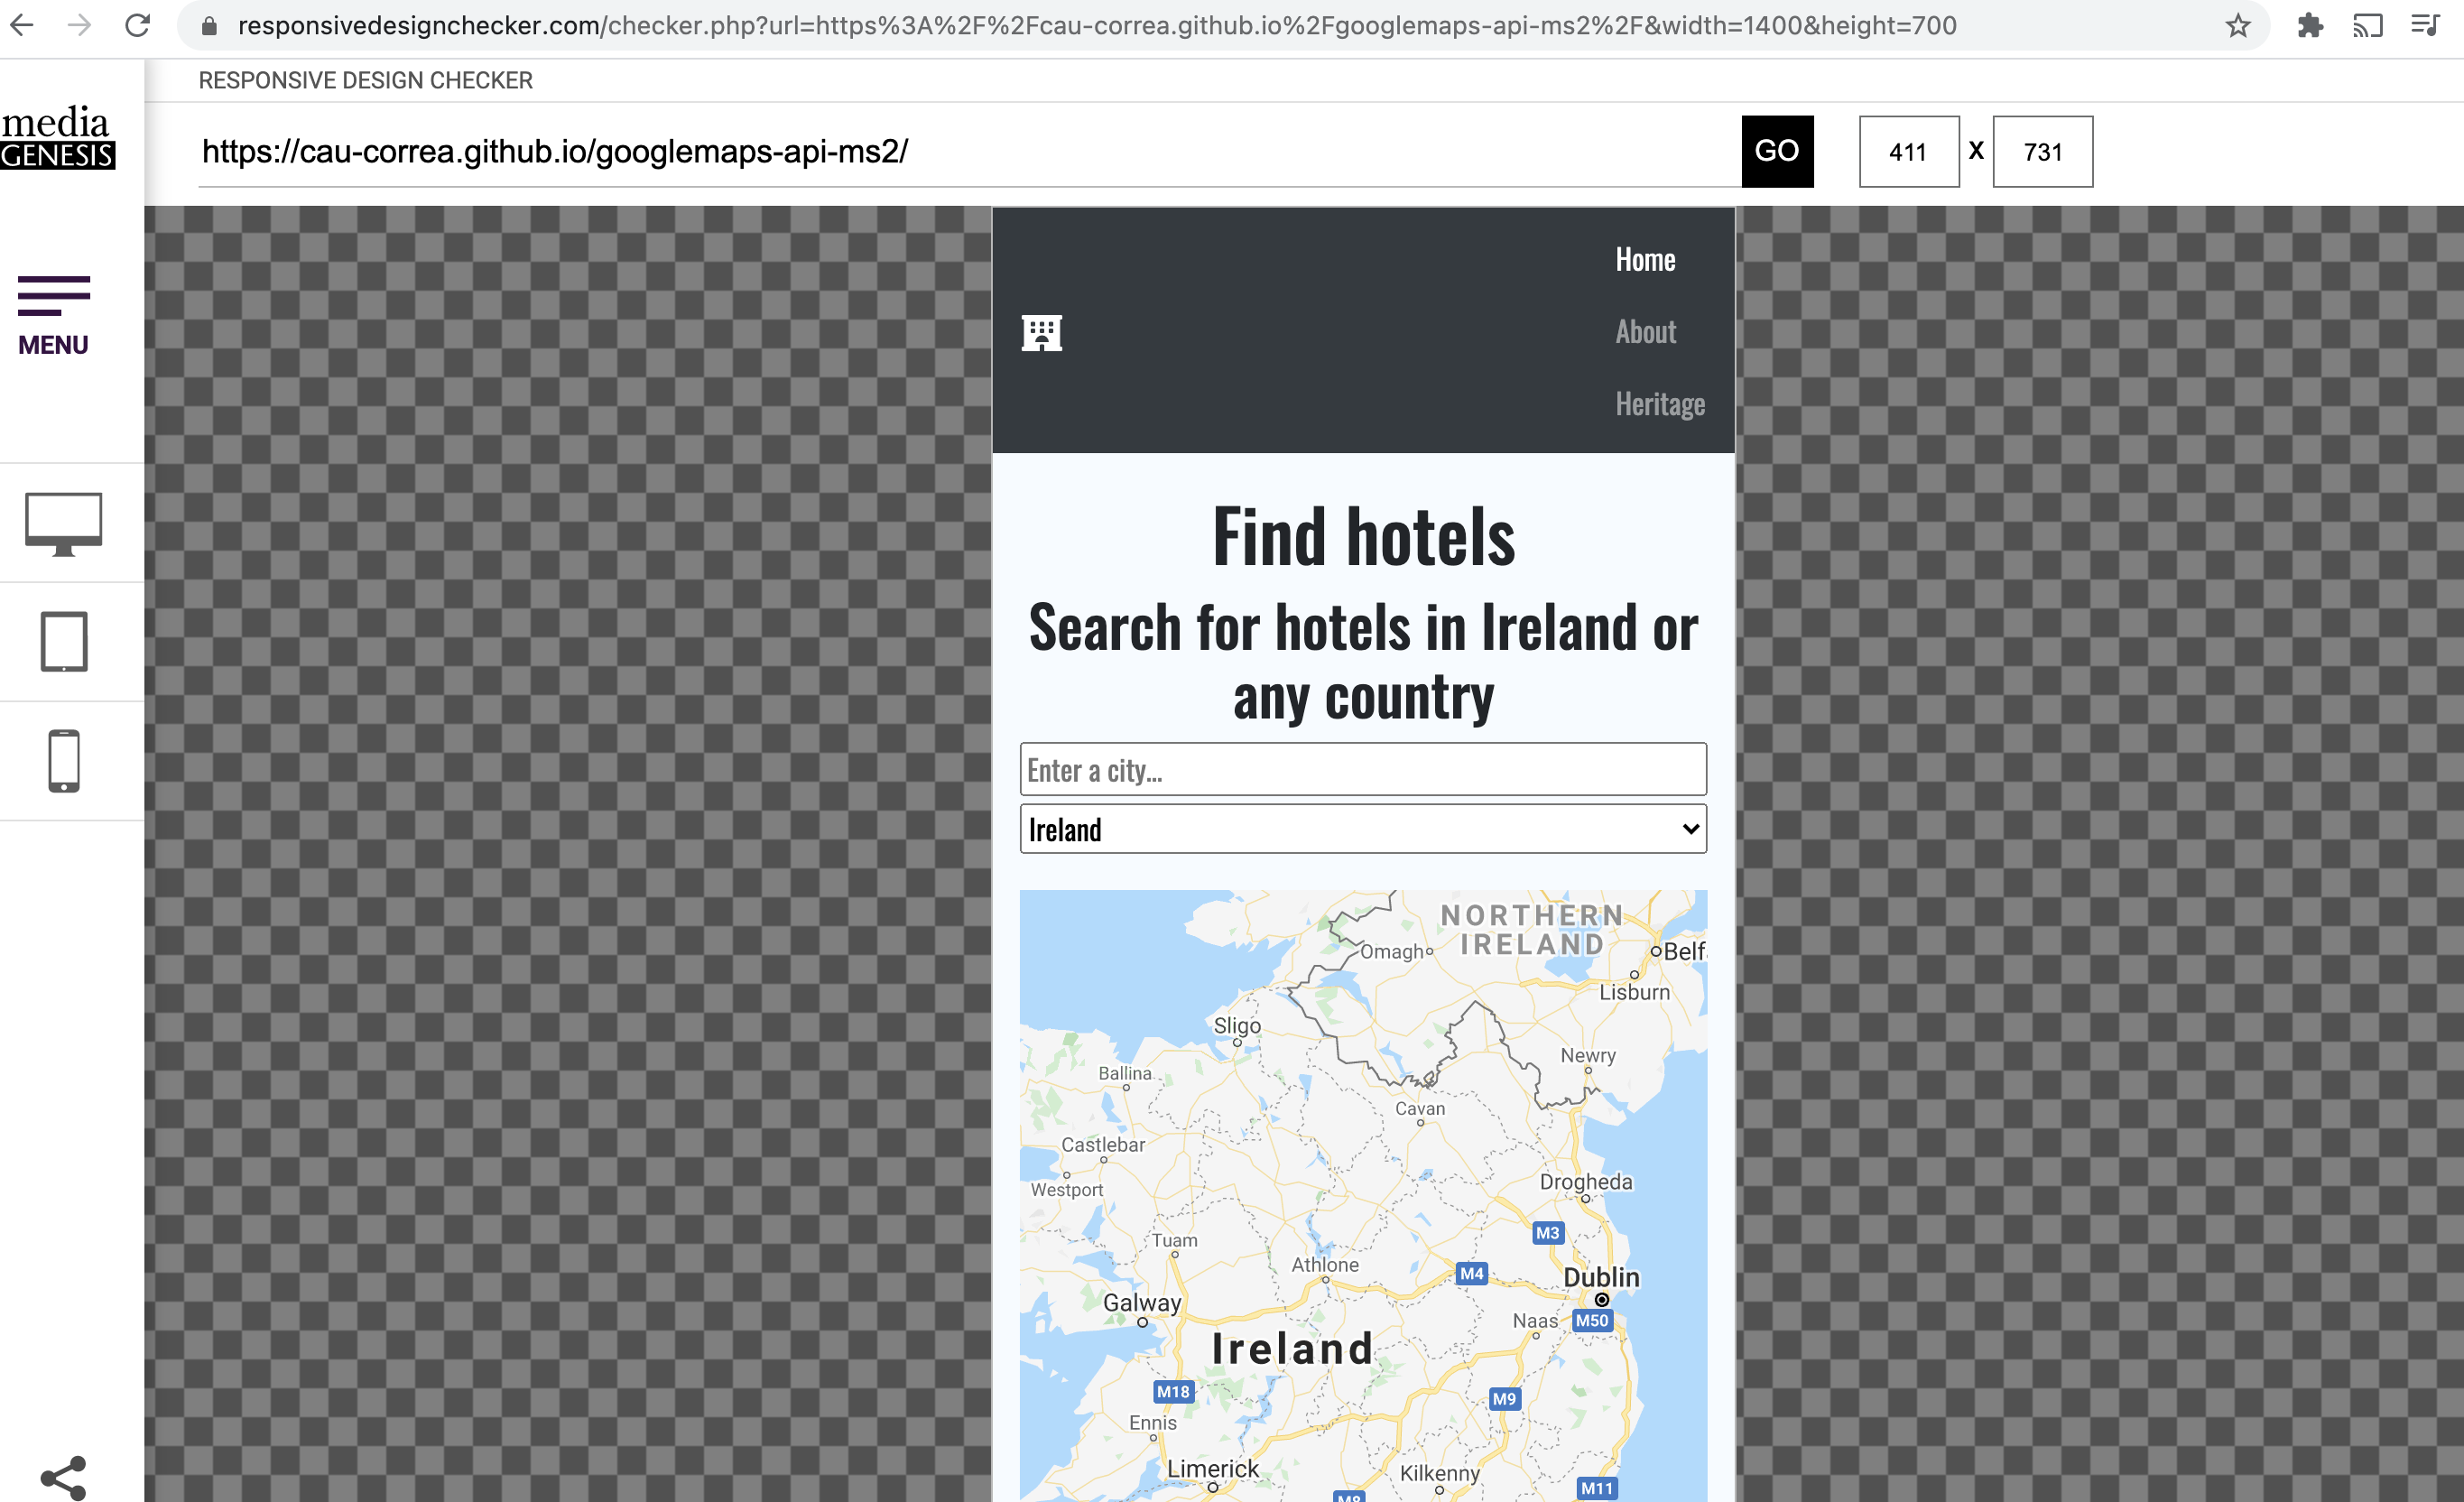 responsivedesignchecker.com/checker.php?url=https%3A%2F%2Fcau-correa.github.io%2Fgooglemaps-api-ms2%2F&width=1400&height=700
RESPONSIVE DESIGN CHECKER
media
GENESIS
https://cau-correa.github.io/googlemaps-api-ms2/
GO
411 X 731
MENU
Home
About
Heritage
Find hotels
Search for hotels in Ireland or
any country
Enter a city...
Ireland
NORTHERN
IRELAND
Omagh
Belf
Lisburn
Sligo
Newry
Ballina
Cavan
Castlebar
Westport
Drogheda
M3
Tuam
Athlone
M4
Dublin
Galway
Naas
M50
Ireland
M18
M9
Ennis
Limerick
Kilkenny
M11
M8